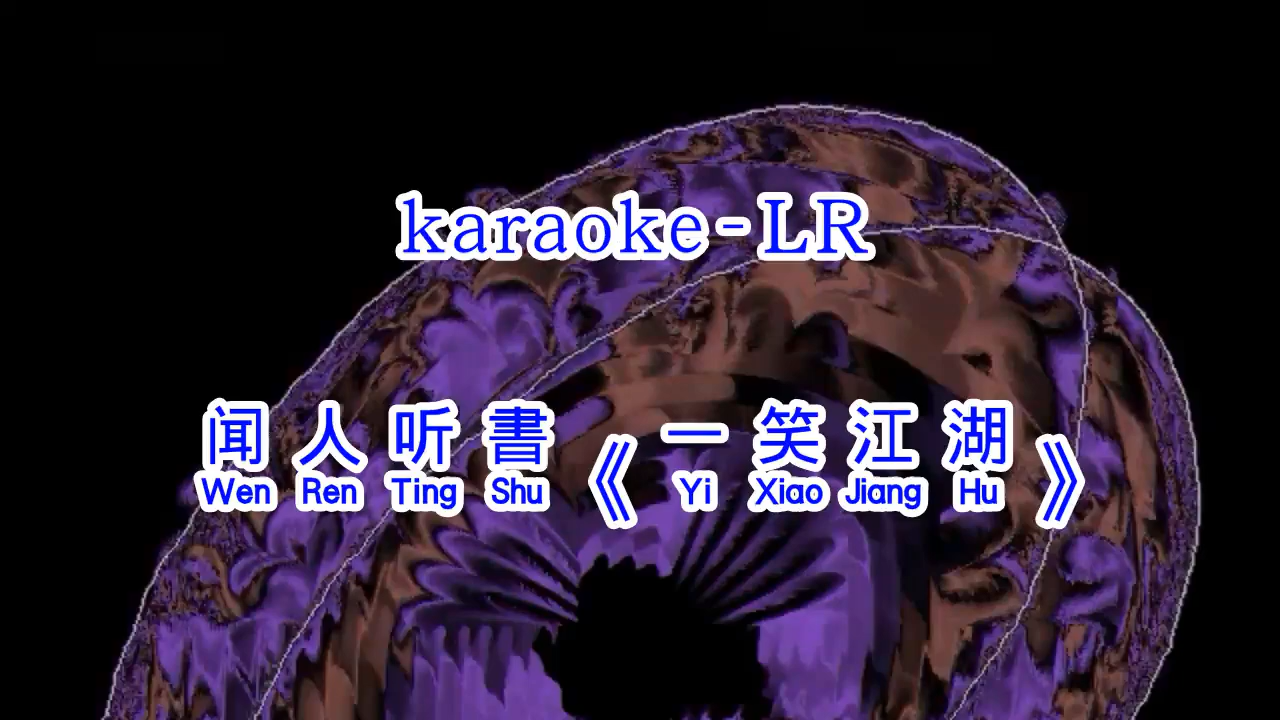 karaoke-LR
闻人听書《一笑江湖》
Wen Ren Ting Shu Yi Xiao Jiang Hu